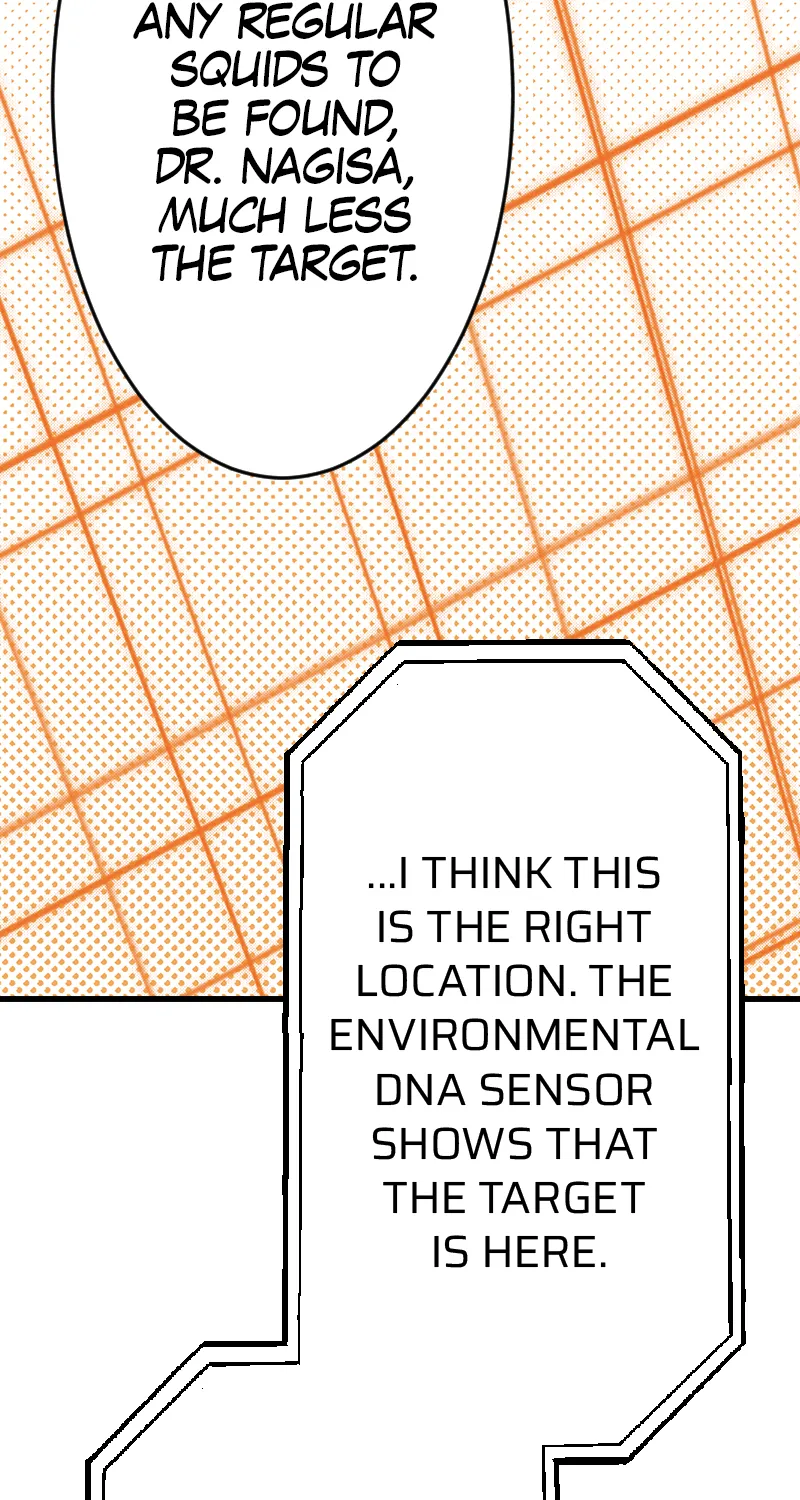 ANY REGULAR
SQUIDS TO
BE FOUND,
DR. NAGISA,
MUCH LESS
THE TARGET.
...I THINK THIS
IS THE RIGHT
LOCATION. THE
ENVIRONMENTAL
DNA SENSOR
SHOWS THAT
THE TARGET
IS HERE.